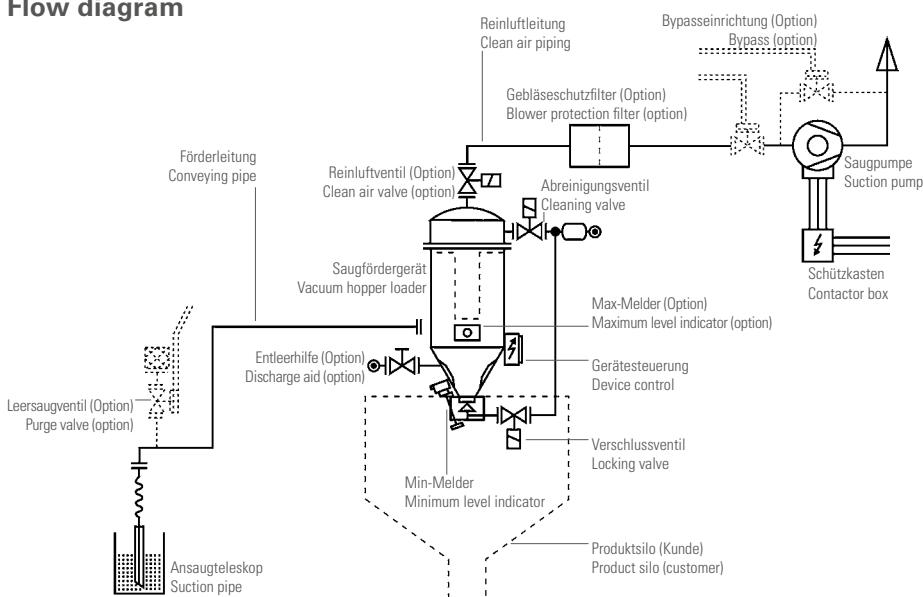 Flow diagram
Reinluftleitung
Clean air piping
Bypasseinrichtung (Option)
Bypass (option)
Gebläseschutzfilter (Option)
Blower protection filter (option)
Förderleitung
Conveying pipe
Reinluftventil (Option)
Clean air valve (option)
Abreinigungsventil
Cleaning valve
Saugpumpe
Suction pump
Saugfördergerät
Vacuum hopper loader
Schützkasten
Contactor box
Max-Melder (Option)
Maximum level indicator (option)
Entleerhilfe (Option)
Discharge aid (option)
Gerätesteuerung
Device control
Leersaugventil (Option)
Purge valve (option)
Verschlussventil
Locking valve
Min-Melder
Minimum level indicator
Produktsilo (Kunde)
Product silo (customer)
Ansaugteleskop
Suction pipe